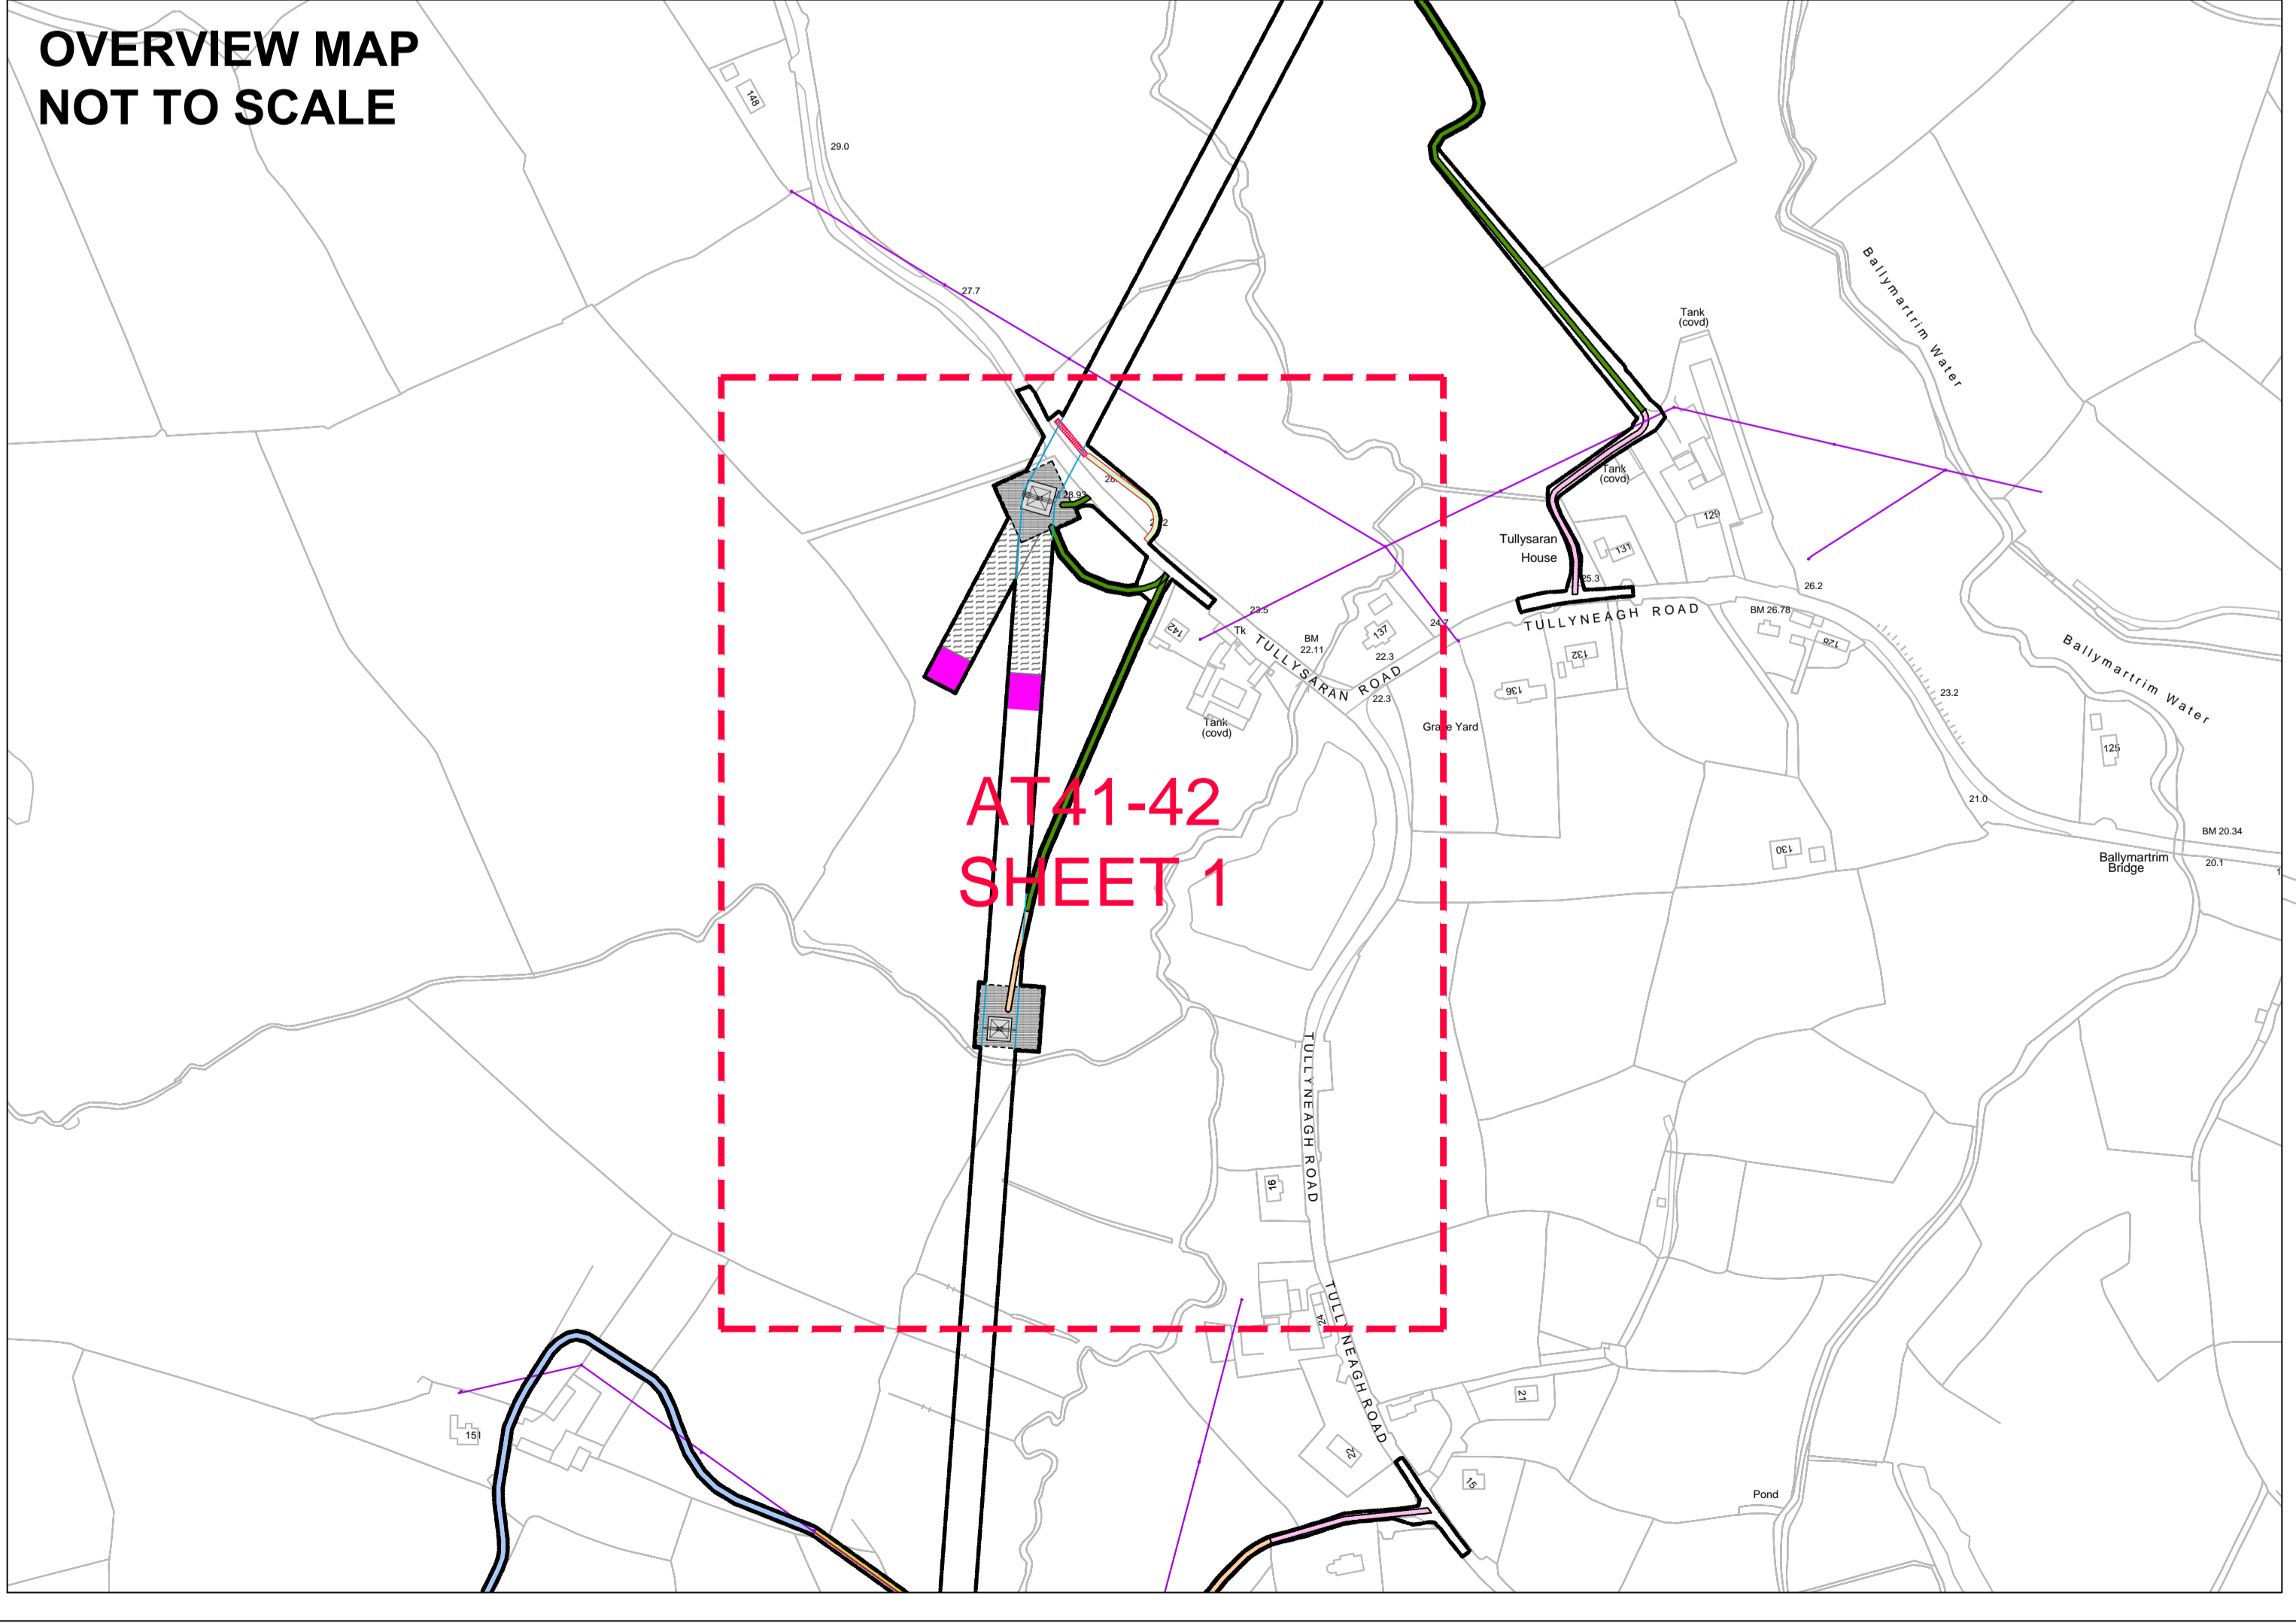 OVERVIEW MAP
NOT TO SCALE
148
29.0
27.7
Ballymartrim Water
Tank
(covd)
Tank
(covd)
28.93
129
131
Tullysaran
House
25.3
26.2
TULLYNEAGH ROAD
BM 26.78
128
23.5
142
Tk
TULLYSARAN ROAD
BM
22.11
137
24.7
22.3
22.3
132
136
Ballymartrim Water
23.2
Tank
(covd)
Grave Yard
125
AT41-42
SHEET 1
21.0
BM 20.34
130
Ballymartrim
Bridge
20.1
42
TULLYNEAGH ROAD
16
24
TULLYNEAGH ROAD
21
151
22
15
Pond